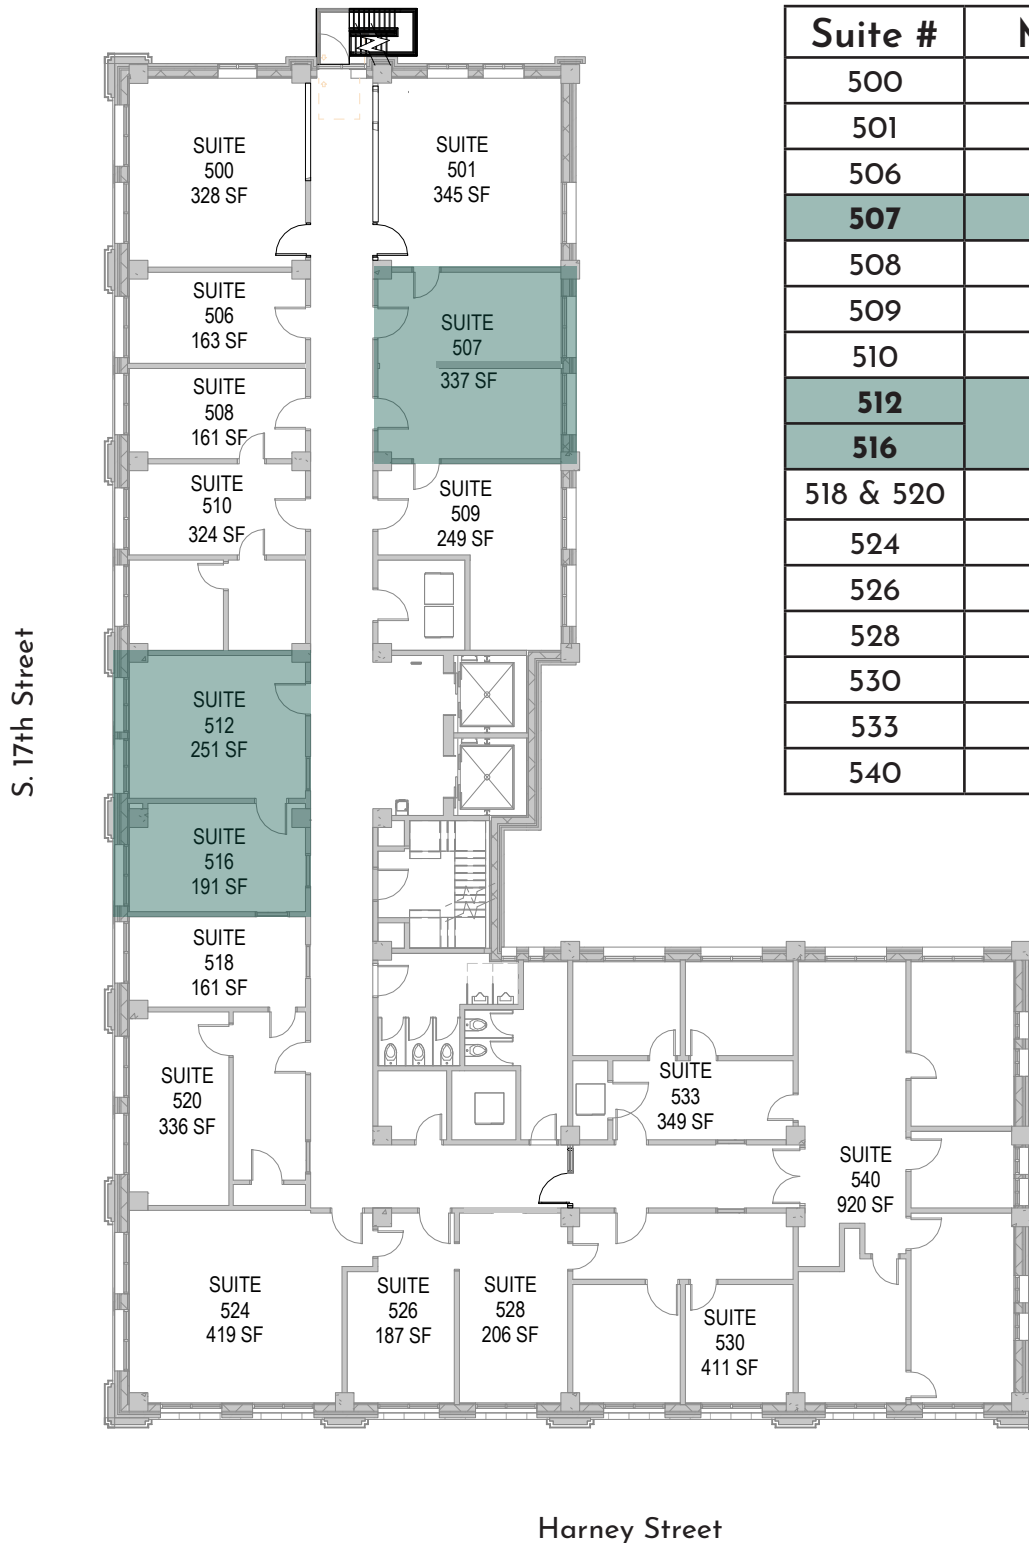 SUITE
500
328 SF
SUITE
501
345 SF
SUITE
506
163 SF
SUITE
507
337 SF
SUITE
508
161 SF
SUITE
510
324 SF
SUITE
509
249 SF
SUITE
512
251 SF
SUITE
516
191 SF
SUITE
518
161 SF
SUITE
520
336 SF
SUITE
533
349 SF
SUITE
540
920 SF
SUITE
524
419 SF
SUITE
526
187 SF
SUITE
528
206 SF
SUITE
530
411 SF
S. 17th Street
Harney Street
Suite #
500
501
506
507
508
509
510
512
516
518 & 520
524
526
528
530
533
540